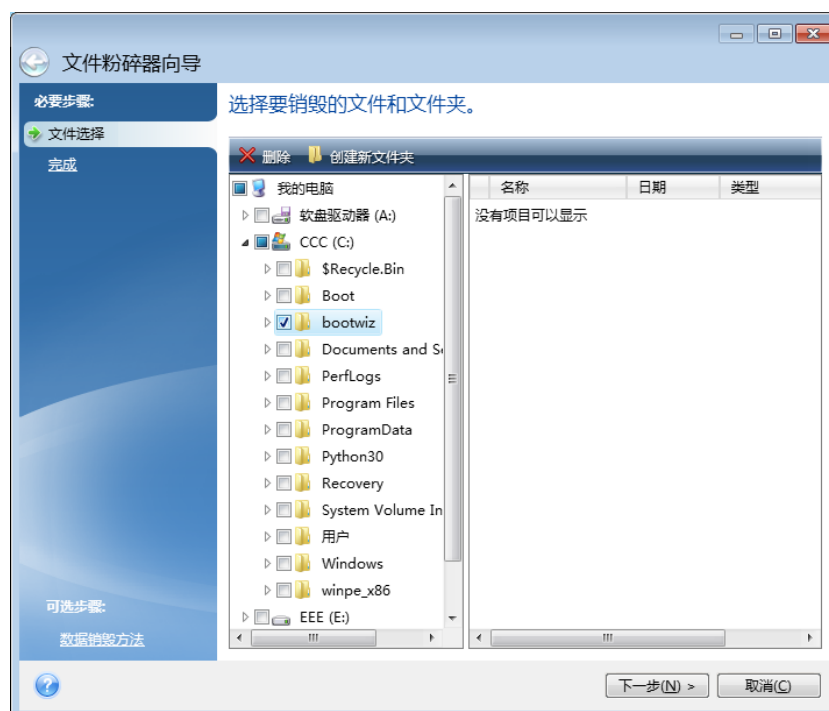 文件粉碎器向导
必要步骤:
文件选择
完成
选择要销毁的文件和文件夹。
删除 创建新文件夹
我的电脑
软盘驱动器 (A:)
CCC (C:)
$Recycle.Bin
Boot
bootwiz
Documents and Se
PerfLogs
Program Files
ProgramData
Python30
Recovery
System Volume In
用户
Windows
winpe_x86
EEE (E:)
名称 日期 类型
没有项目可以显示
可选步骤:
数据销毁方法
下一步(N) > 取消(C)